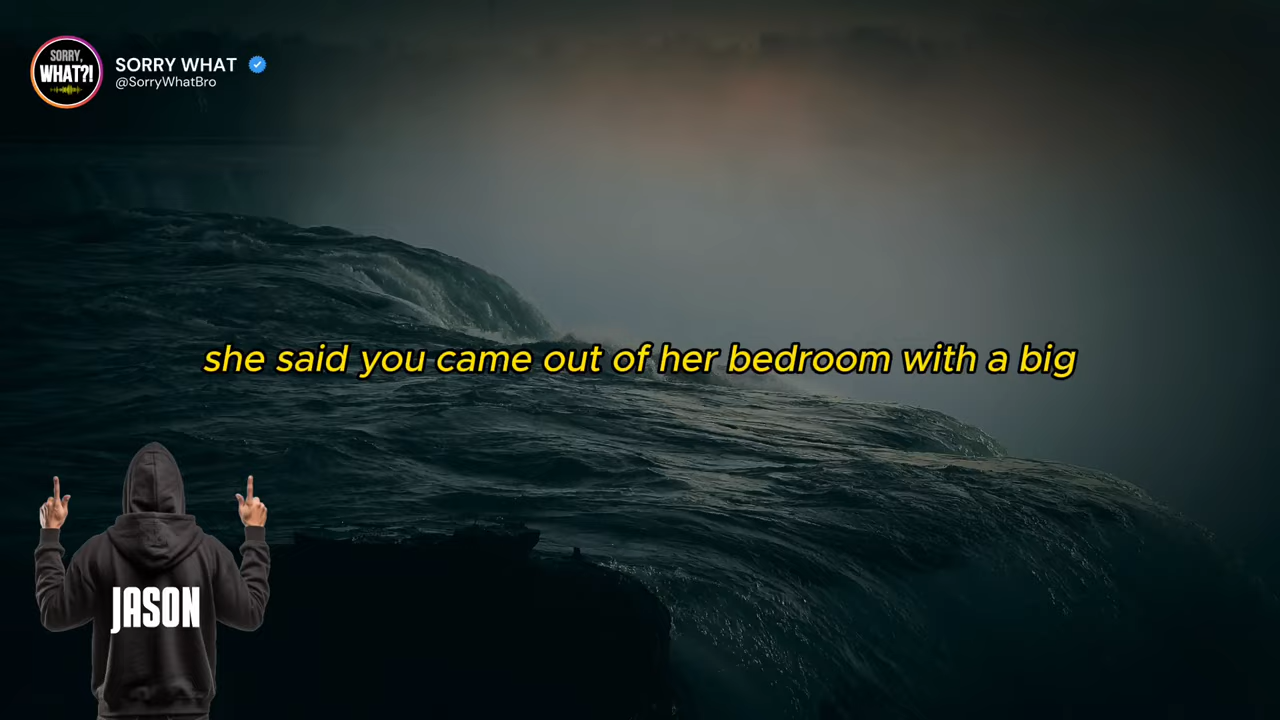 SORRY,
WHAT?!
SORRY WHAT
@SorryWhatBro
she said you came out of her bedroom with a big
JASON